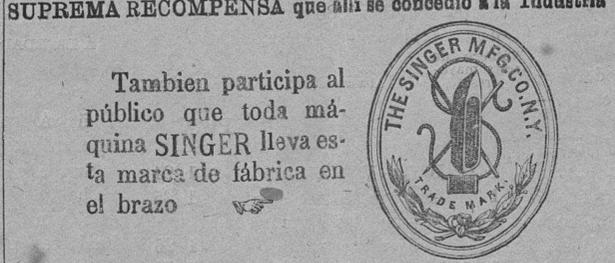 SUPREMA RECOMPENSA que allí se concedió a la Industria
Tambien participa al
público que toda má-
quina SINGER lleva es-
ta marca de fábrica en
el brazo
THE SINGER MFG.CO.N.Y.
TRADE MARK.